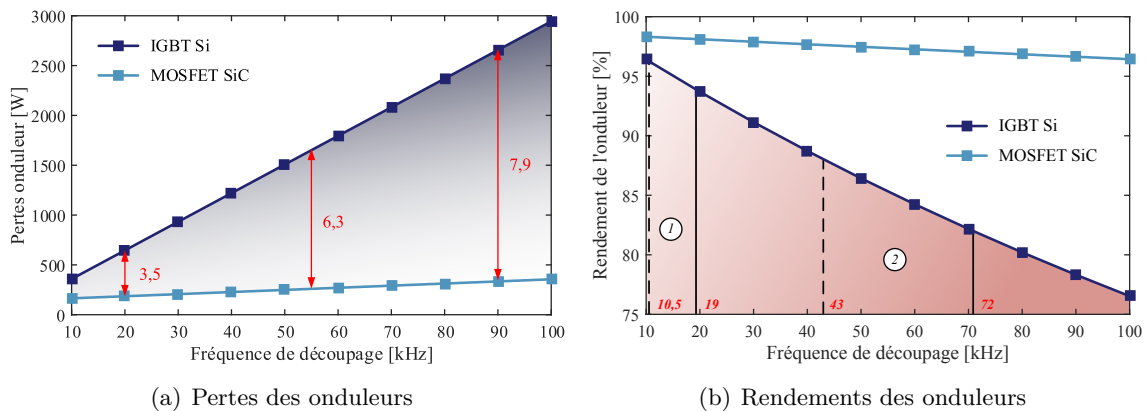 3000
2500
2000
1500
1000
500
0
Pertes onduleur [W]
IGBT Si
MOSFET SiC
3,5
6,3
7,9
10 20 30 40 50 60 70 80 90 100
Fréquence de découpage [kHz]
(a) Pertes des onduleurs
100
95
90
85
80
75
Rendement de l'onduleur [%]
IGBT Si
MOSFET SiC
1
2
10,5 19 43 72
10 20 30 40 50 60 70 80 90 100
Fréquence de découpage [kHz]
(b) Rendements des onduleurs